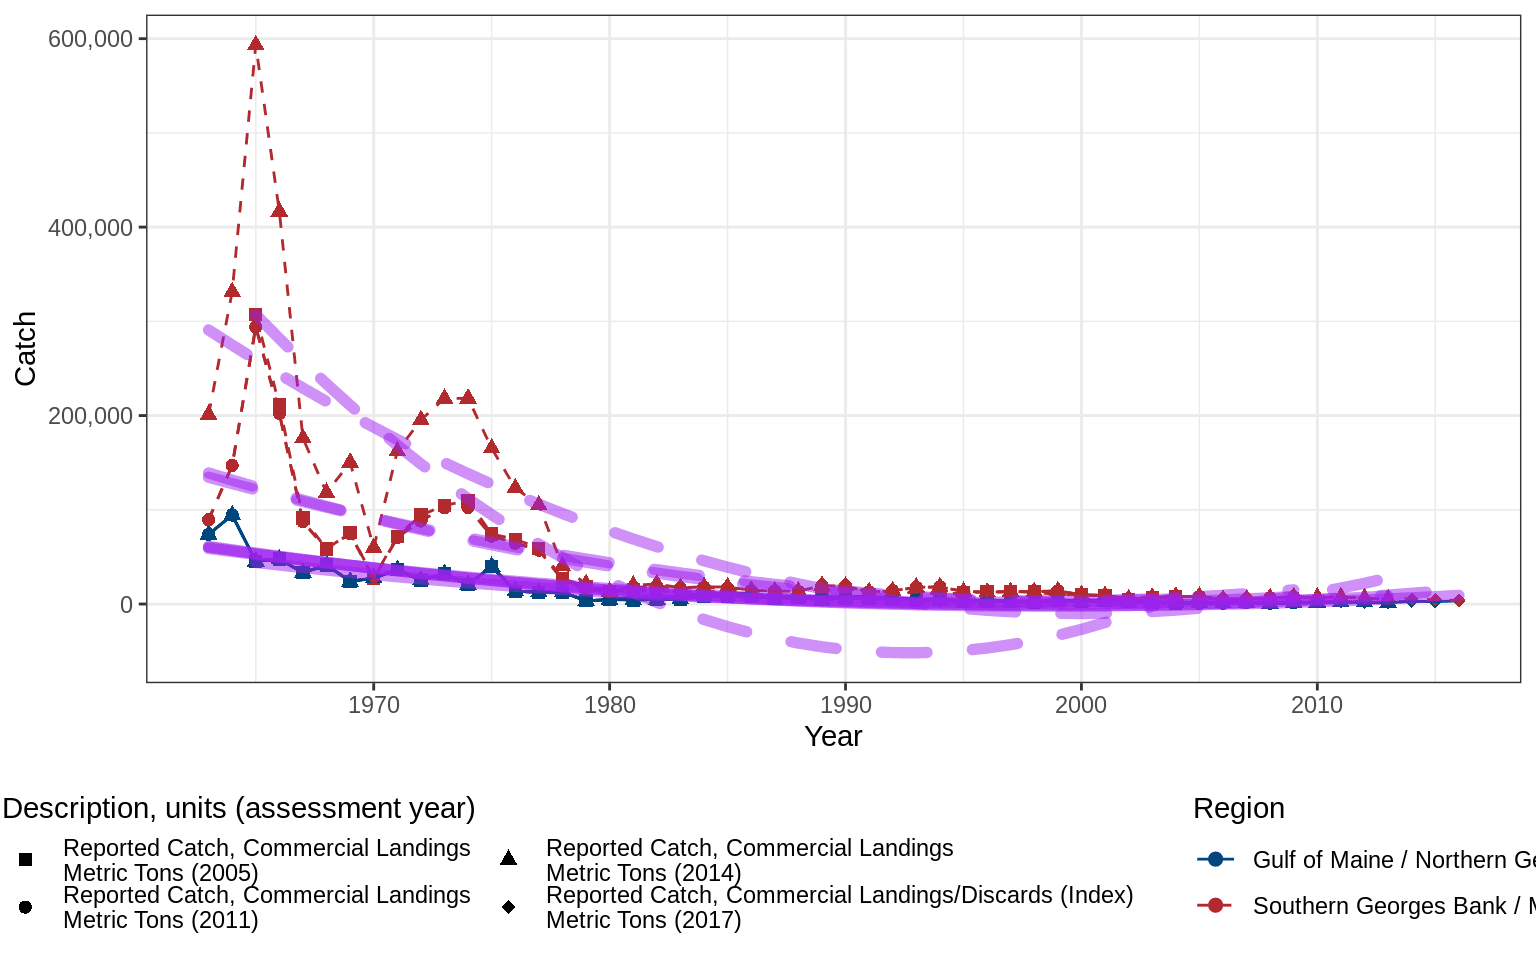 600,000
400,000
200,000
0
Catch
1970 1980 1990 2000 2010
Year
Description, units (assessment year)
Reported Catch, Commercial Landings
Metric Tons (2005)
Reported Catch, Commercial Landings
Metric Tons (2011)
Reported Catch, Commercial Landings
Metric Tons (2014)
Reported Catch, Commercial Landings/Discards (Index)
Metric Tons (2017)
Region
Gulf of Maine / Northern
Southern Georges Bank /